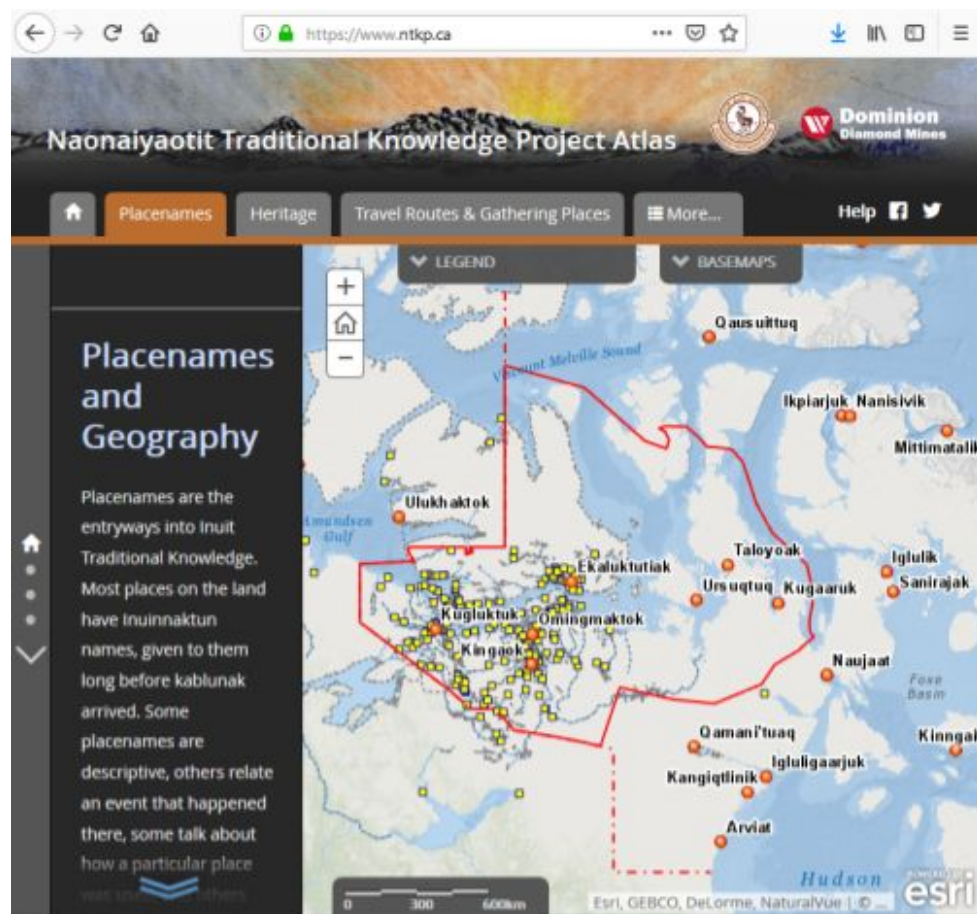 https://www.ntkp.ca
Naonaiyaotit Traditional Knowledge Project Atlas
Dominion
Diamond Mines
Placenames
Heritage
Travel Routes & Gathering Places
More...
Help
LEGEND
BASEMAPS
+
−
Placenames
and
Geography
Placenames are the
entryways into Inuit
Traditional Knowledge.
Most places on the land
have Inuinnaktun
names, given to them
long before kablunak
arrived. Some
placenames are
descriptive, others relate
an event that happened
there, some talk about
how a particular place
Qausuittuq
Viscount Melville Sound
Ikpiarjuk Nanisivik
Mittimatalik
Ulukhaktok
Amundsen
Gulf
Ekaluktutiak
Taloyoak
Iglulik
Sanirajak
Ursuqtuq Kugaaruk
Kugluktuk
Omingmaktok
Kingaok
Naujaat
Foxe
Basin
Qamani'tuaq
Kinngai
Igluligaarjuk
Kangiqtlinik
Arviat
Hudson
0 300 600km
Esri, GEBCO, DeLorme, NaturalVue | © ...
POWERED BY
esri